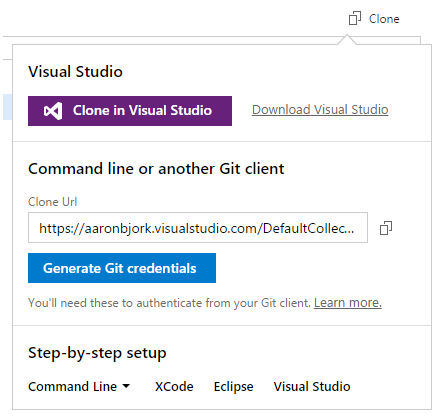 Clone
Visual Studio
Clone in Visual Studio
Download Visual Studio
Command line or another Git client
Clone Url
https://aaronbjork.visualstudio.com/DefaultCollec...
Generate Git credentials
You'll need these to authenticate from your Git client. Learn more.
Step-by-step setup
Command Line XCode Eclipse Visual Studio